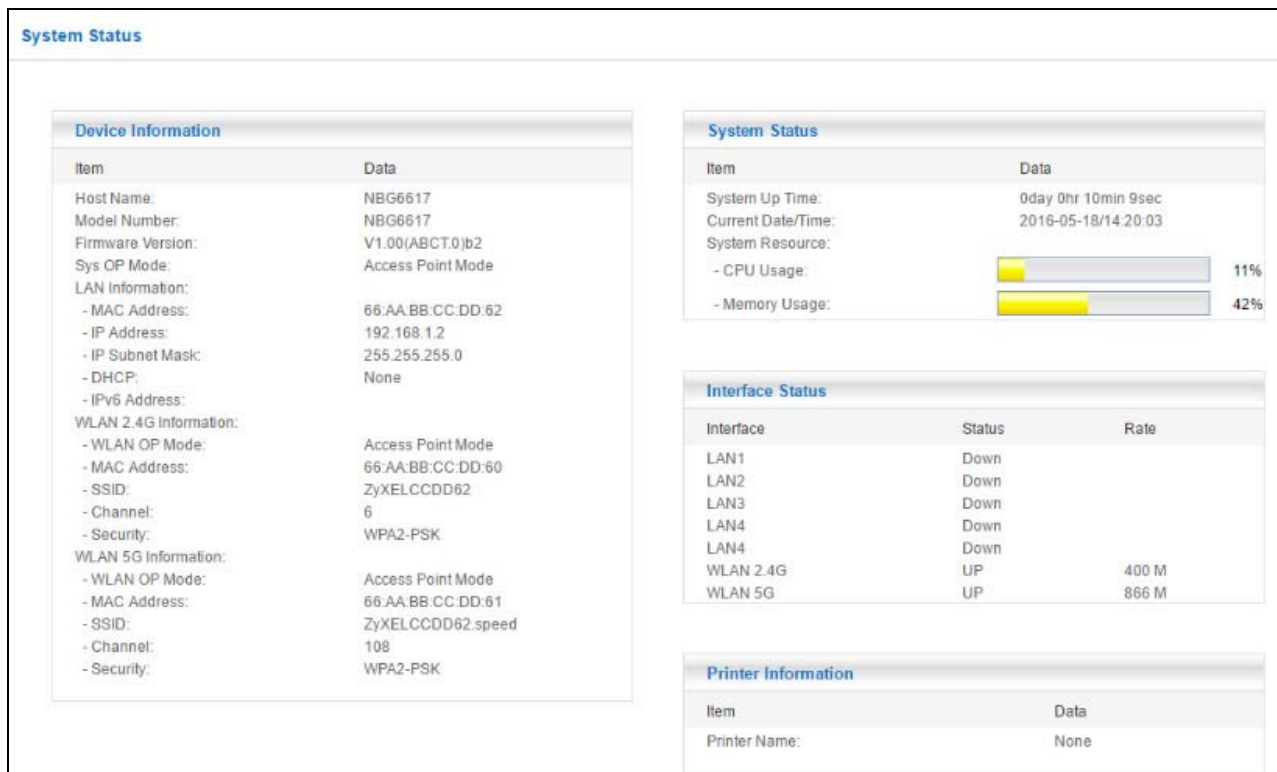 System Status
Device Information
Item Data
Host Name: NBG6617
Model Number: NBG6617
Firmware Version: V1.00(ABCT.0)b2
Sys OP Mode: Access Point Mode
LAN Information:
- MAC Address: 66:AA:BB:CC:DD:62
- IP Address: 192.168.1.2
- IP Subnet Mask: 255.255.255.0
- DHCP: None
- IPv6 Address:
WLAN 2.4G Information:
- WLAN OP Mode: Access Point Mode
- MAC Address: 66:AA:BB:CC:DD:60
- SSID: ZyXELCCDD62
- Channel: 6
- Security: WPA2-PSK
WLAN 5G Information:
- WLAN OP Mode: Access Point Mode
- MAC Address: 66:AA:BB:CC:DD:61
- SSID: ZyXELCCDD62.speed
- Channel: 108
- Security: WPA2-PSK
System Status
Item Data
System Up Time: 0day 0hr 10min 9sec
Current Date/Time: 2016-05-18/14:20:03
System Resource:
- CPU Usage: 11%
- Memory Usage: 42%
Interface Status
Interface Status Rate
LAN1 Down
LAN2 Down
LAN3 Down
LAN4 Down
LAN4 Down
WLAN 2.4G UP 400 M
WLAN 5G UP 866 M
Printer Information
Item Data
Printer Name: None